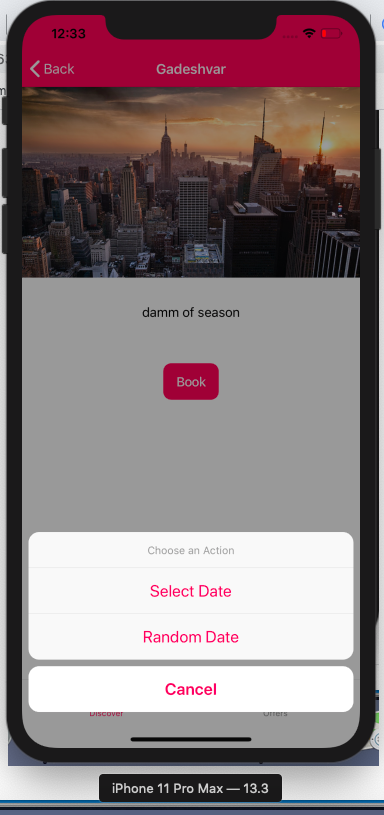 12:33
Back
Gadeshvar
damm of season
Book
Choose an Action
Select Date
Random Date
Cancel
Discover
Offers
iPhone 11 Pro Max — 13.3